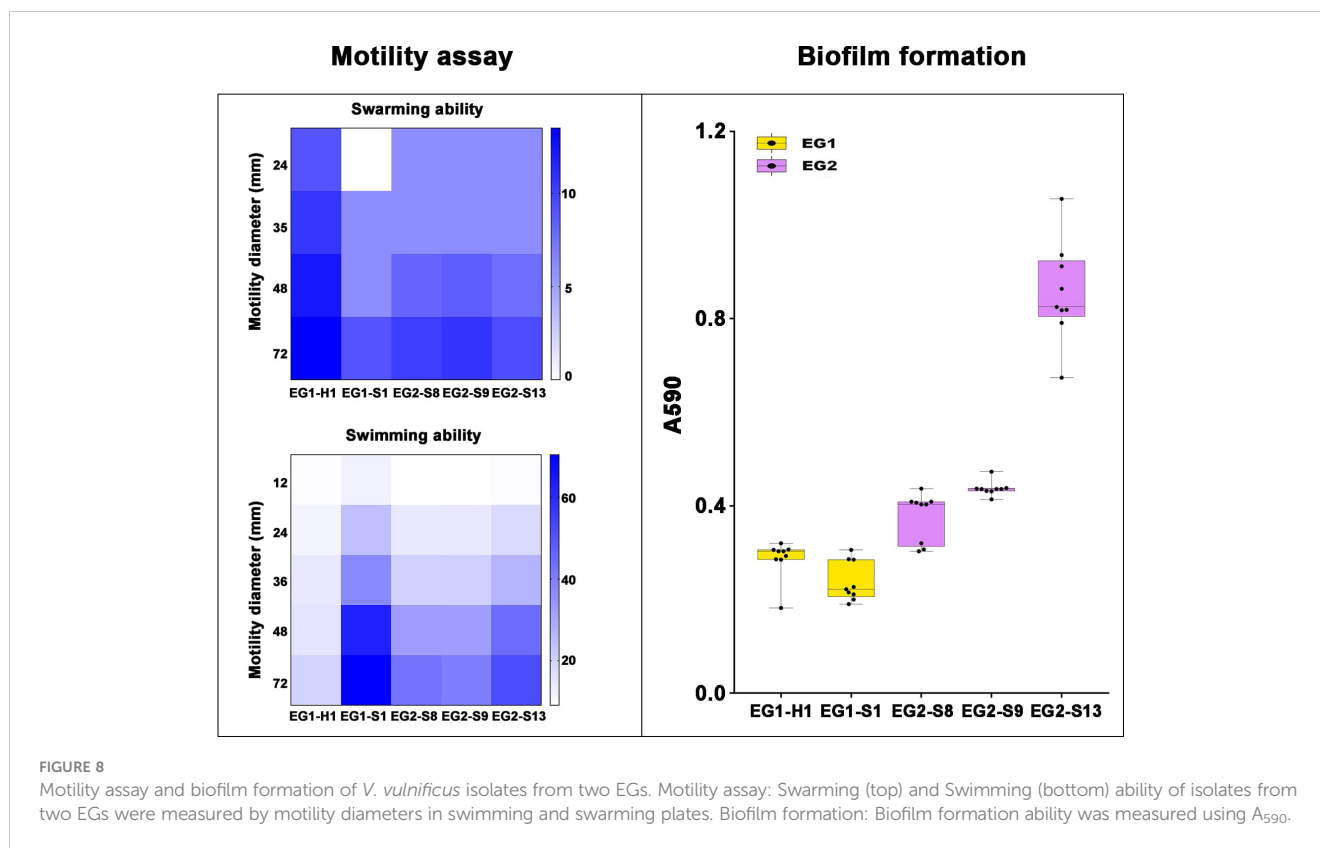 Motility assay
Biofilm formation
Swarming ability
Motility diameter (mm)
24
35
48
72
10
5
0
EG1-H1 EG1-S1 EG2-S8 EG2-S9 EG2-S13
Swimming ability
Motility diameter (mm)
12
24
36
48
72
60
40
20
EG1-H1 EG1-S1 EG2-S8 EG2-S9 EG2-S13
EG1
EG2
A590
1.2
0.8
0.4
0.0
EG1-H1 EG1-S1 EG2-S8 EG2-S9 EG2-S13
FIGURE 8
Motility assay and biofilm formation of V. vulnificus isolates from two EGs. Motility assay: Swarming (top) and Swimming (bottom) ability of isolates from
two EGs were measured by motility diameters in swimming and swarming plates. Biofilm formation: Biofilm formation ability was measured using A₅₉₀.